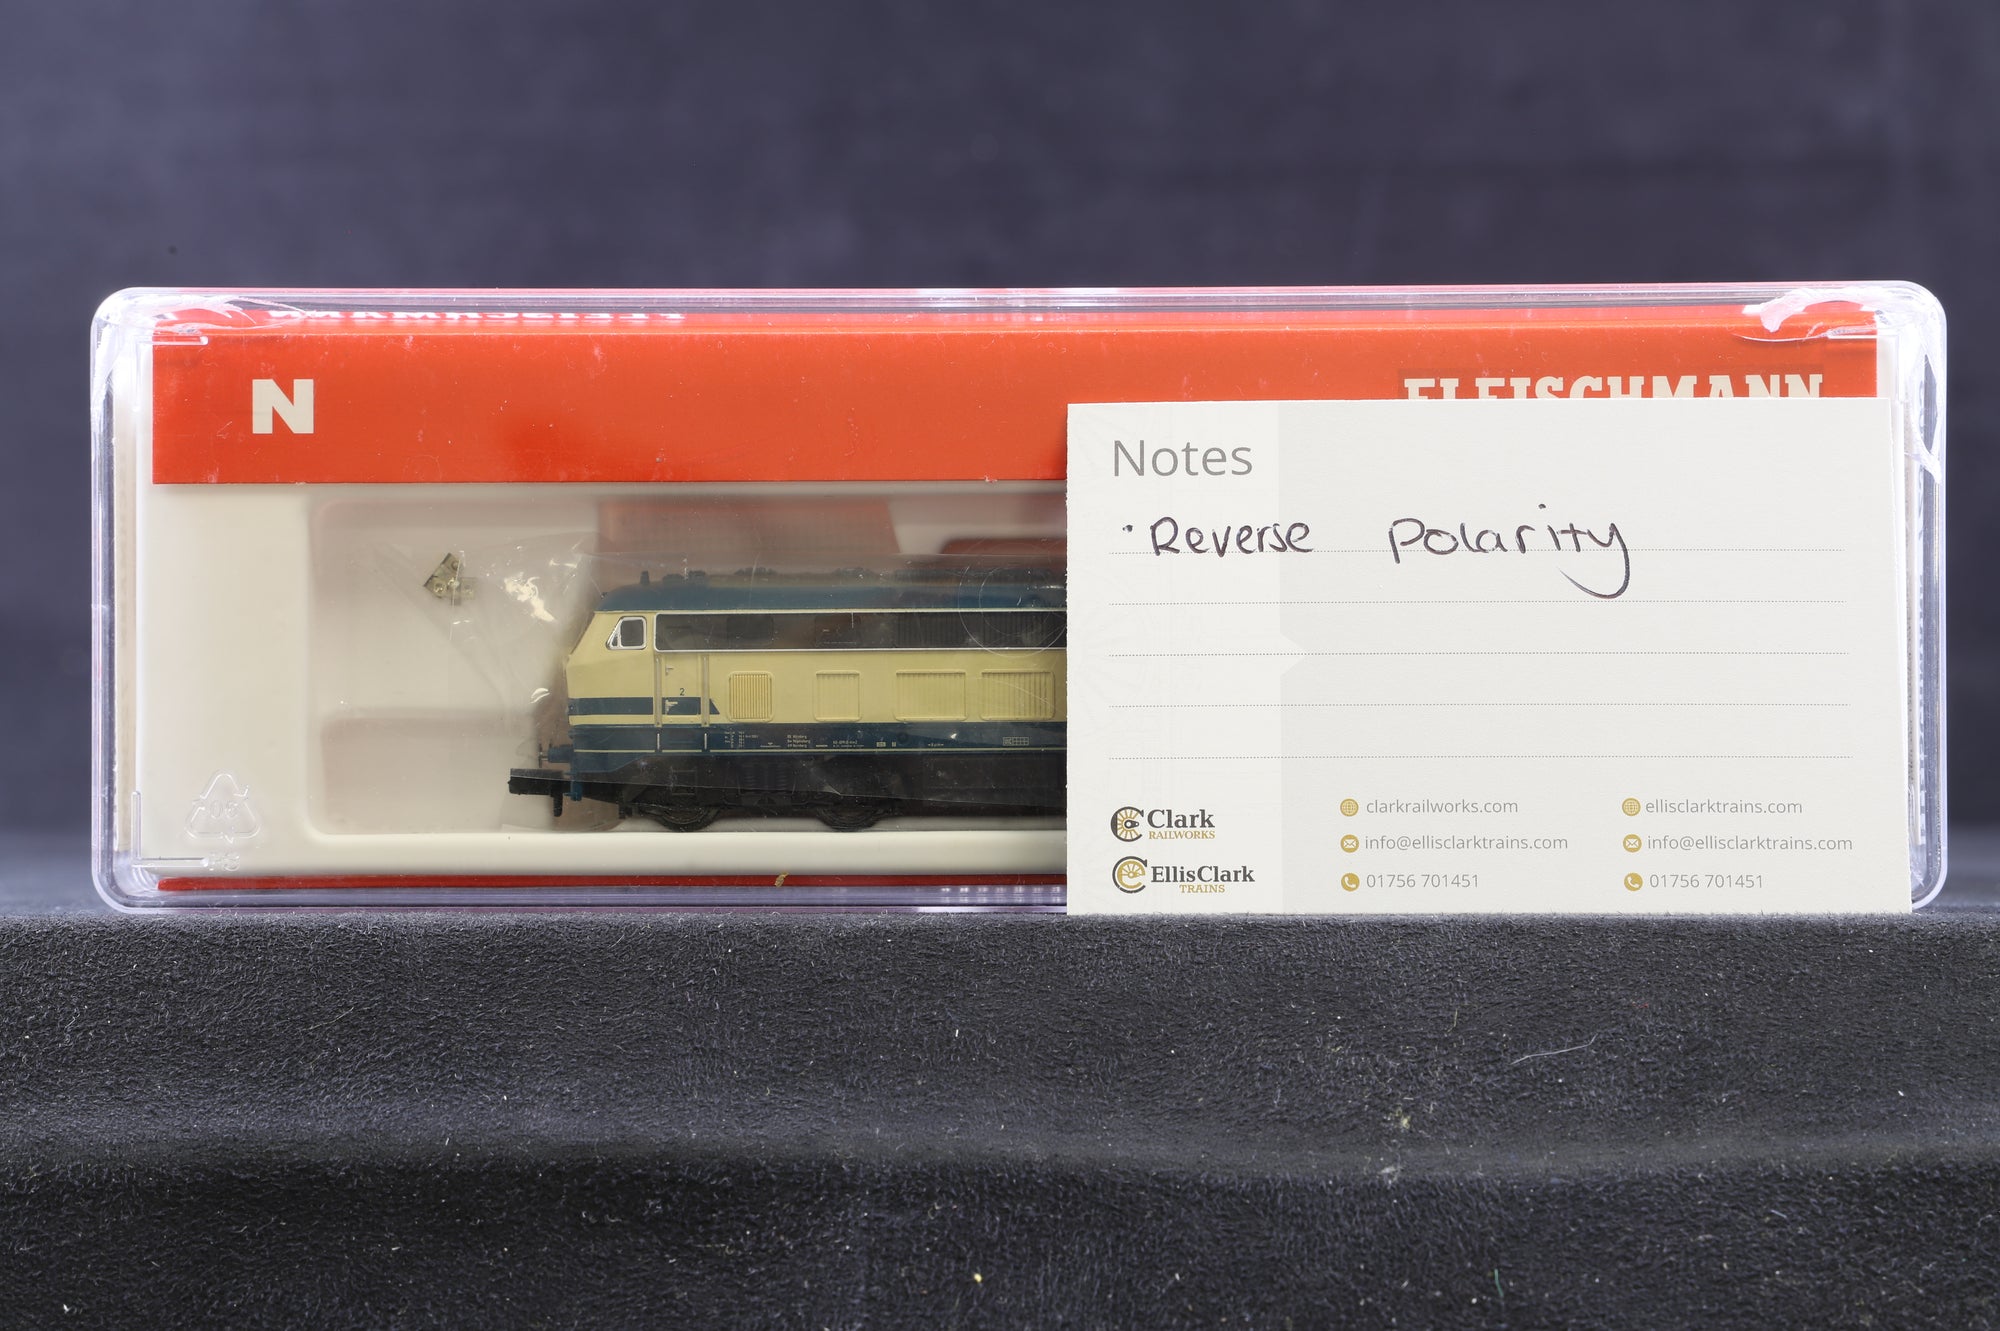 N
FLEISCHMANN
Notes
· Reverse Polarity
2
Clark
RAILWORKS
clarkrailworks.com
info@ellisclarktrains.com
01756 701451
EllisClark
TRAINS
ellisclarktrains.com
info@ellisclarktrains.com
01756 701451